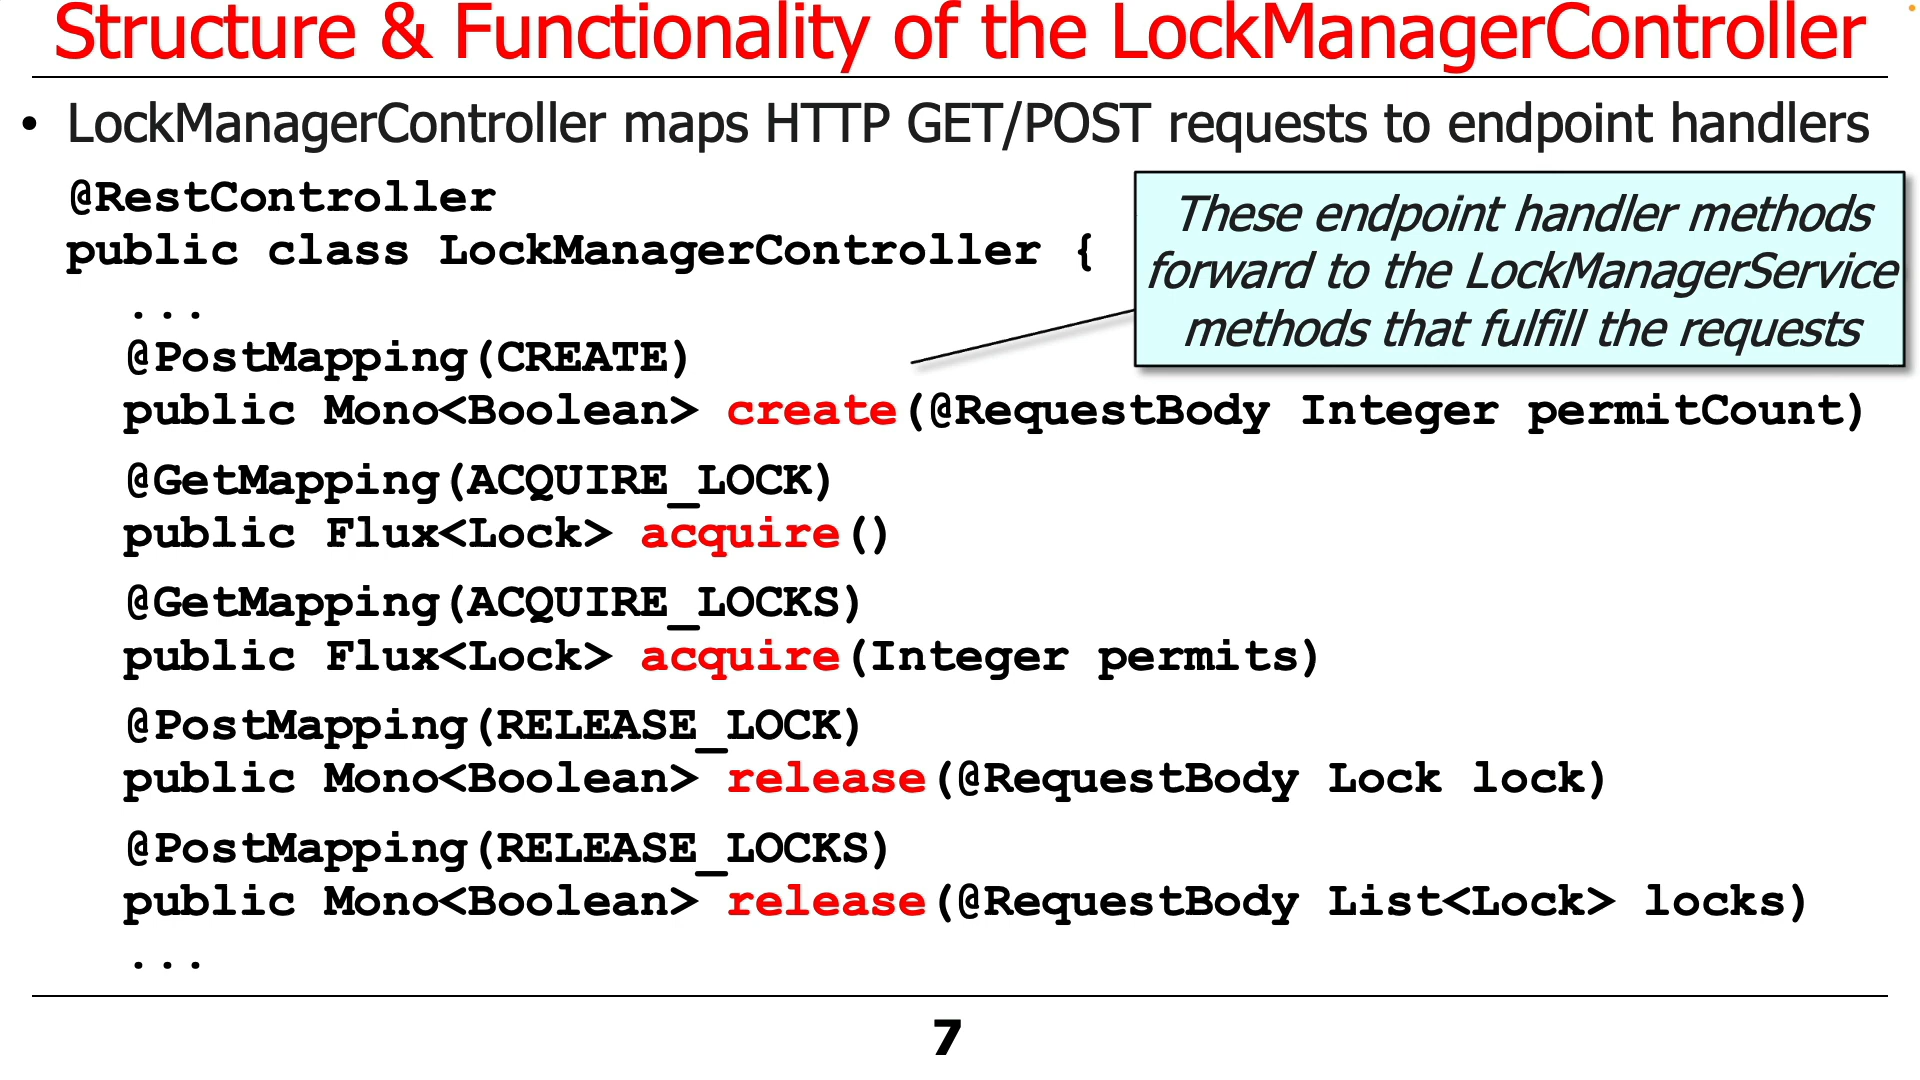 Structure & Functionality of the LockManagerController
• LockManagerController maps HTTP GET/POST requests to endpoint handlers
@RestController
public class LockManagerController {
...
These endpoint handler methods
forward to the LockManagerService
methods that fulfill the requests
@PostMapping(CREATE)
public Mono<Boolean> create(@RequestBody Integer permitCount)
@GetMapping(ACQUIRE_LOCK)
public Flux<Lock> acquire()
@GetMapping(ACQUIRE_LOCKS)
public Flux<Lock> acquire(Integer permits)
@PostMapping(RELEASE_LOCK)
public Mono<Boolean> release(@RequestBody Lock lock)
@PostMapping(RELEASE_LOCKS)
public Mono<Boolean> release(@RequestBody List<Lock> locks)
...
7